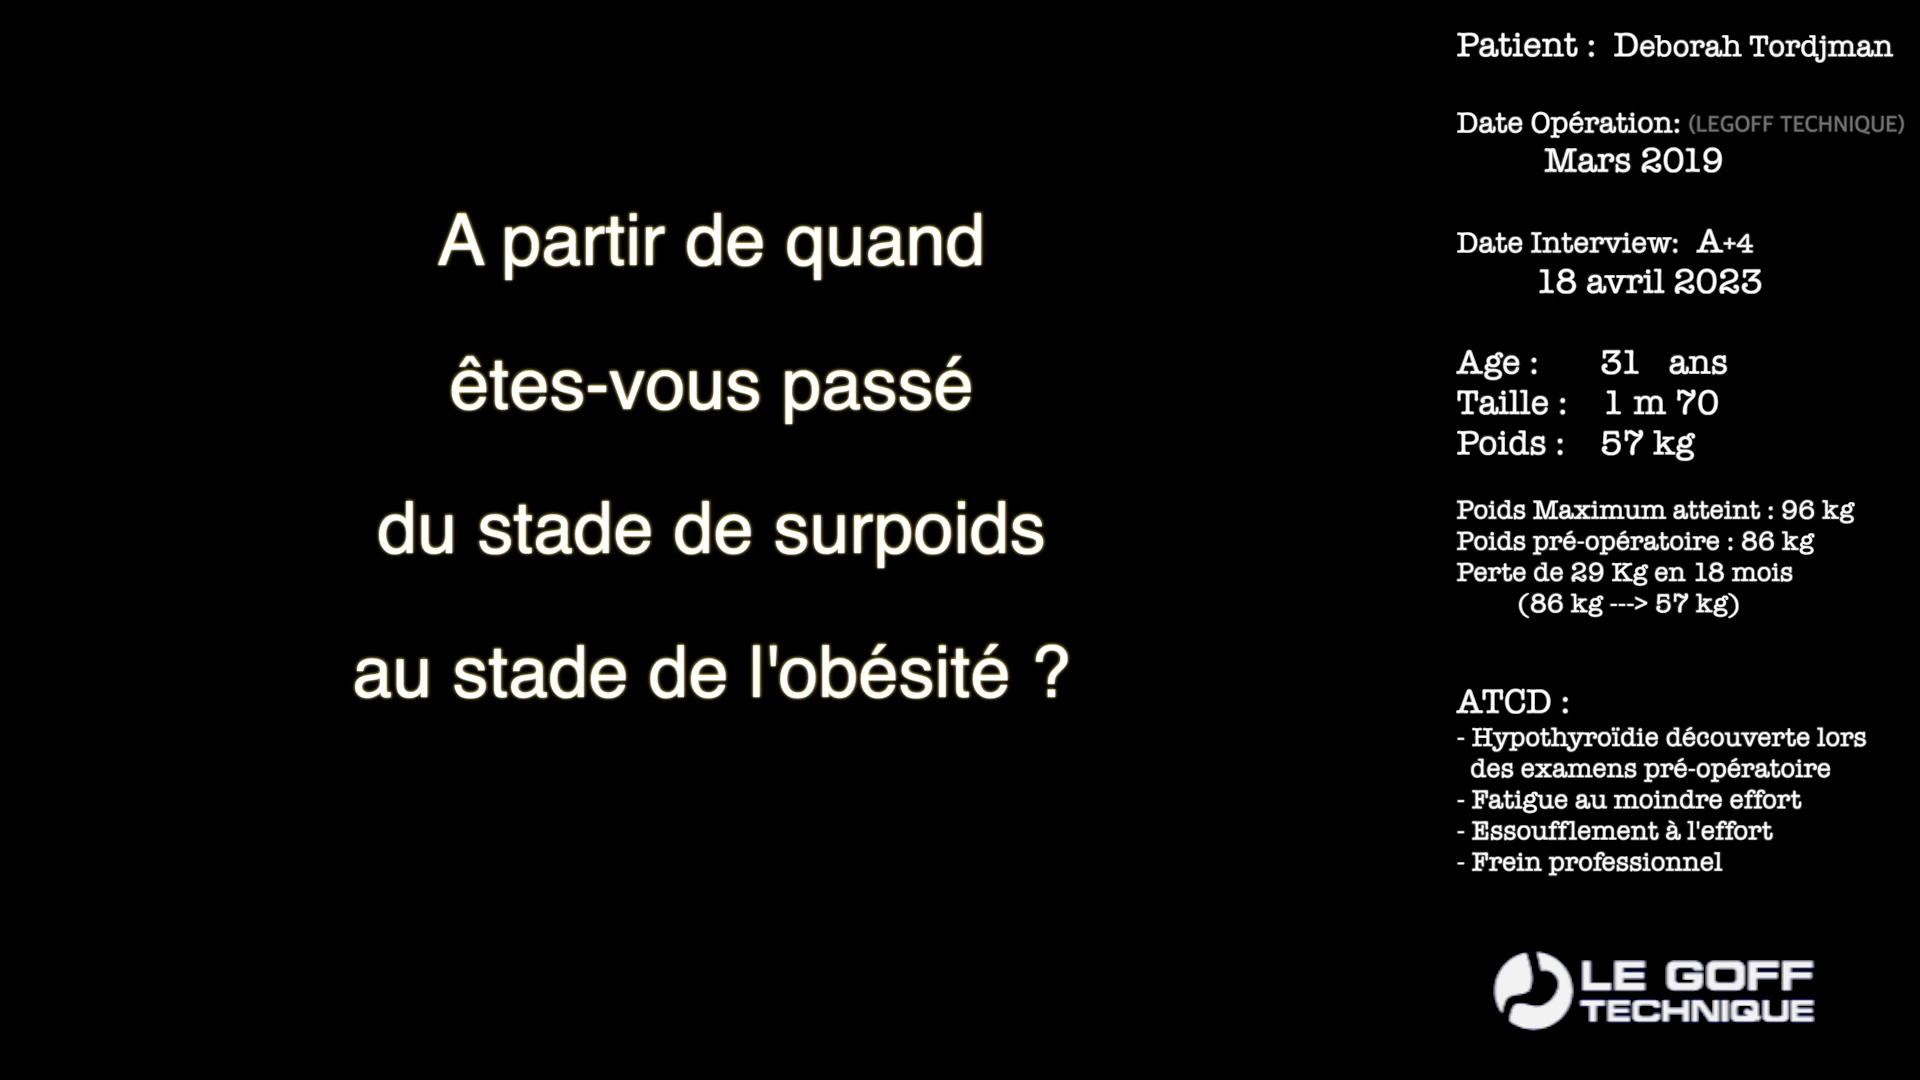 A partir de quand
êtes-vous passé
du stade de surpoids
au stade de l'obésité ?
Patient : Deborah Tordjman
Date Opération: (LEGOFF TECHNIQUE)
Mars 2019
Date Interview: A+4
18 avril 2023
Age : 31 ans
Taille : 1 m 70
Poids : 57 kg
Poids Maximum atteint : 96 kg
Poids pré-opératoire : 86 kg
Perte de 29 Kg en 18 mois
(86 kg ---> 57 kg)
ATCD :
- Hypothyroïdie découverte lors
des examens pré-opératoire
- Fatigue au moindre effort
- Essoufflement à l'effort
- Frein professionnel
LE GOFF
TECHNIQUE